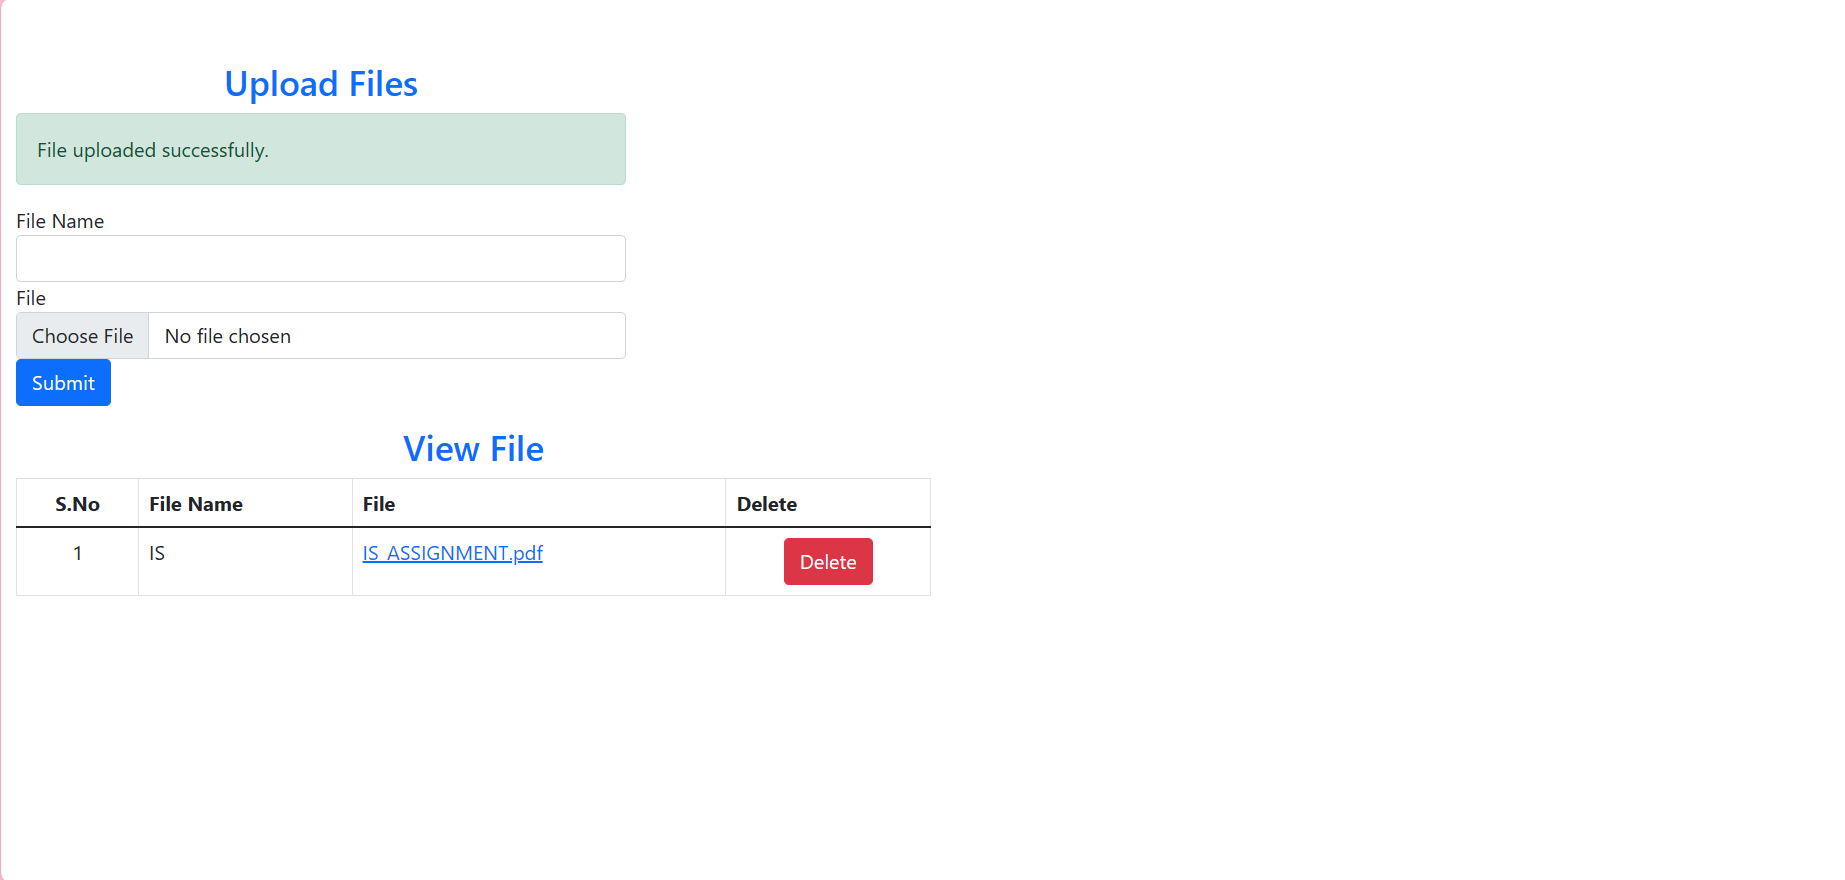 Upload Files
File uploaded successfully.
File Name
File
Choose File No file chosen
Submit
View File
S.No File Name File Delete
1 IS IS_ASSIGNMENT.pdf Delete